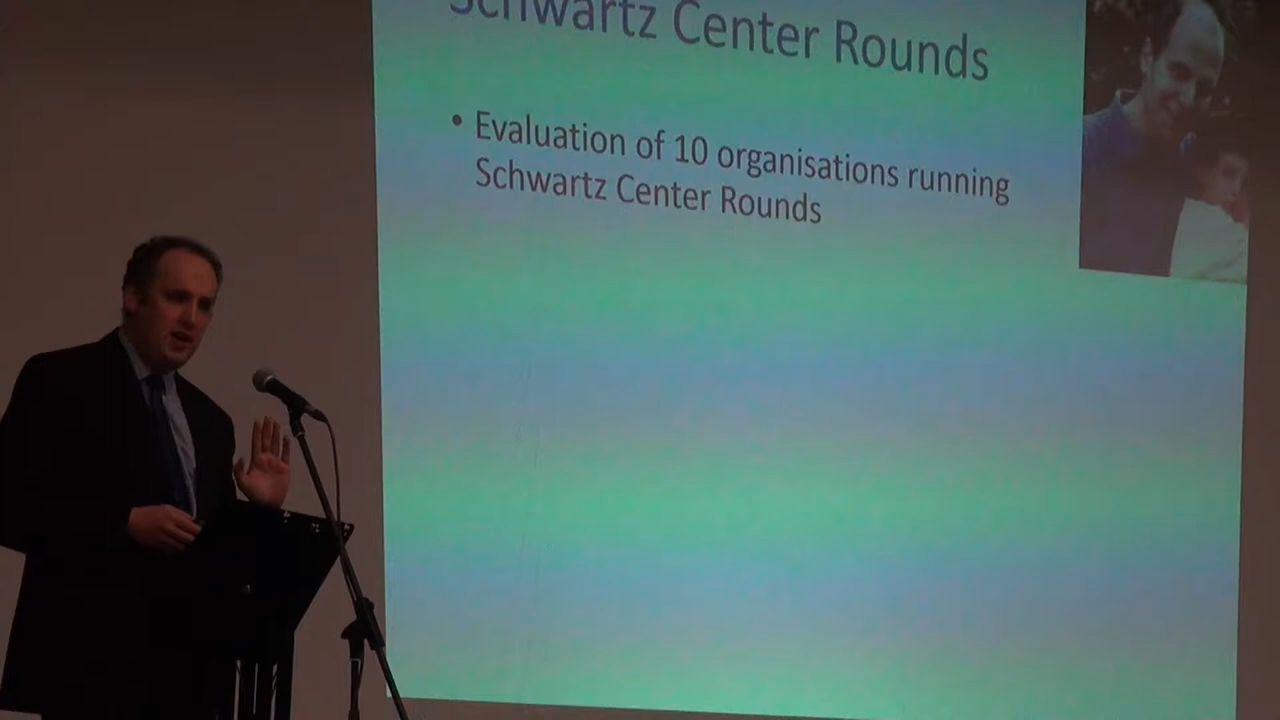 Schwartz Center Rounds
• Evaluation of 10 organisations running
Schwartz Center Rounds